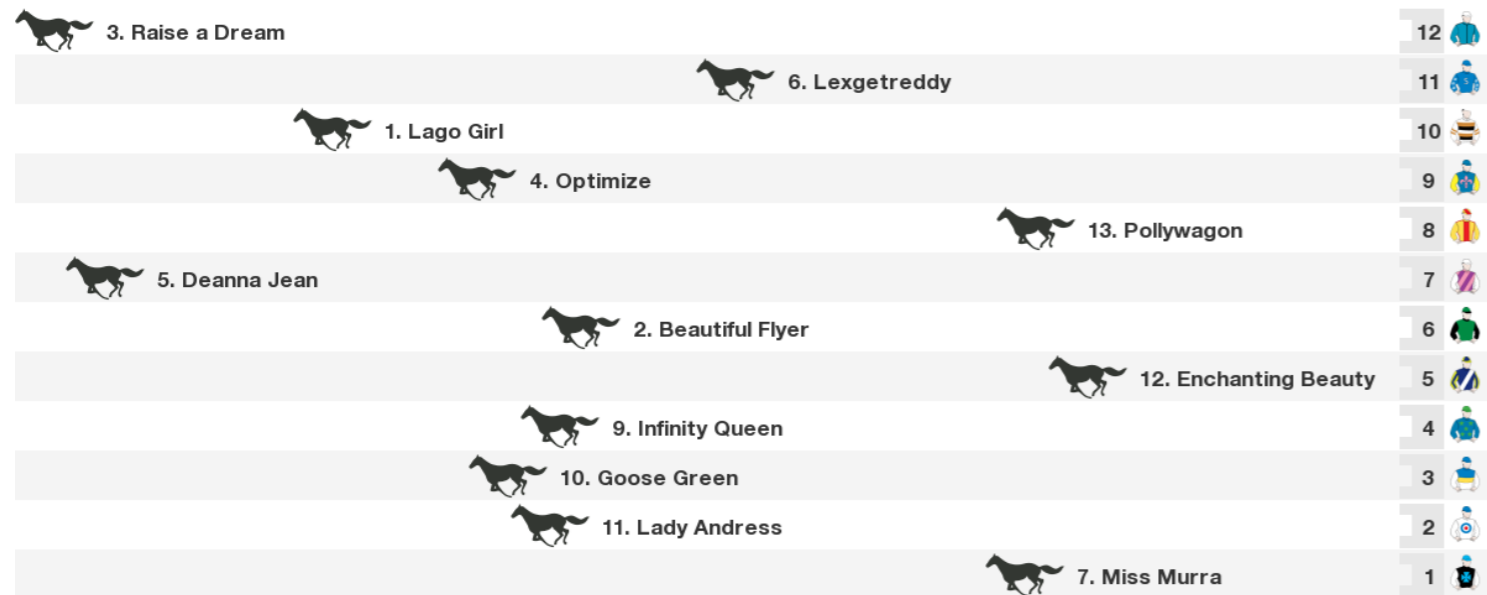 3. Raise a Dream 12
6. Lexgetreddy 11
1. Lago Girl 10
4. Optimize 9
13. Pollywagon 8
5. Deanna Jean 7
2. Beautiful Flyer 6
12. Enchanting Beauty 5
9. Infinity Queen 4
10. Goose Green 3
11. Lady Andress 2
7. Miss Murra 1